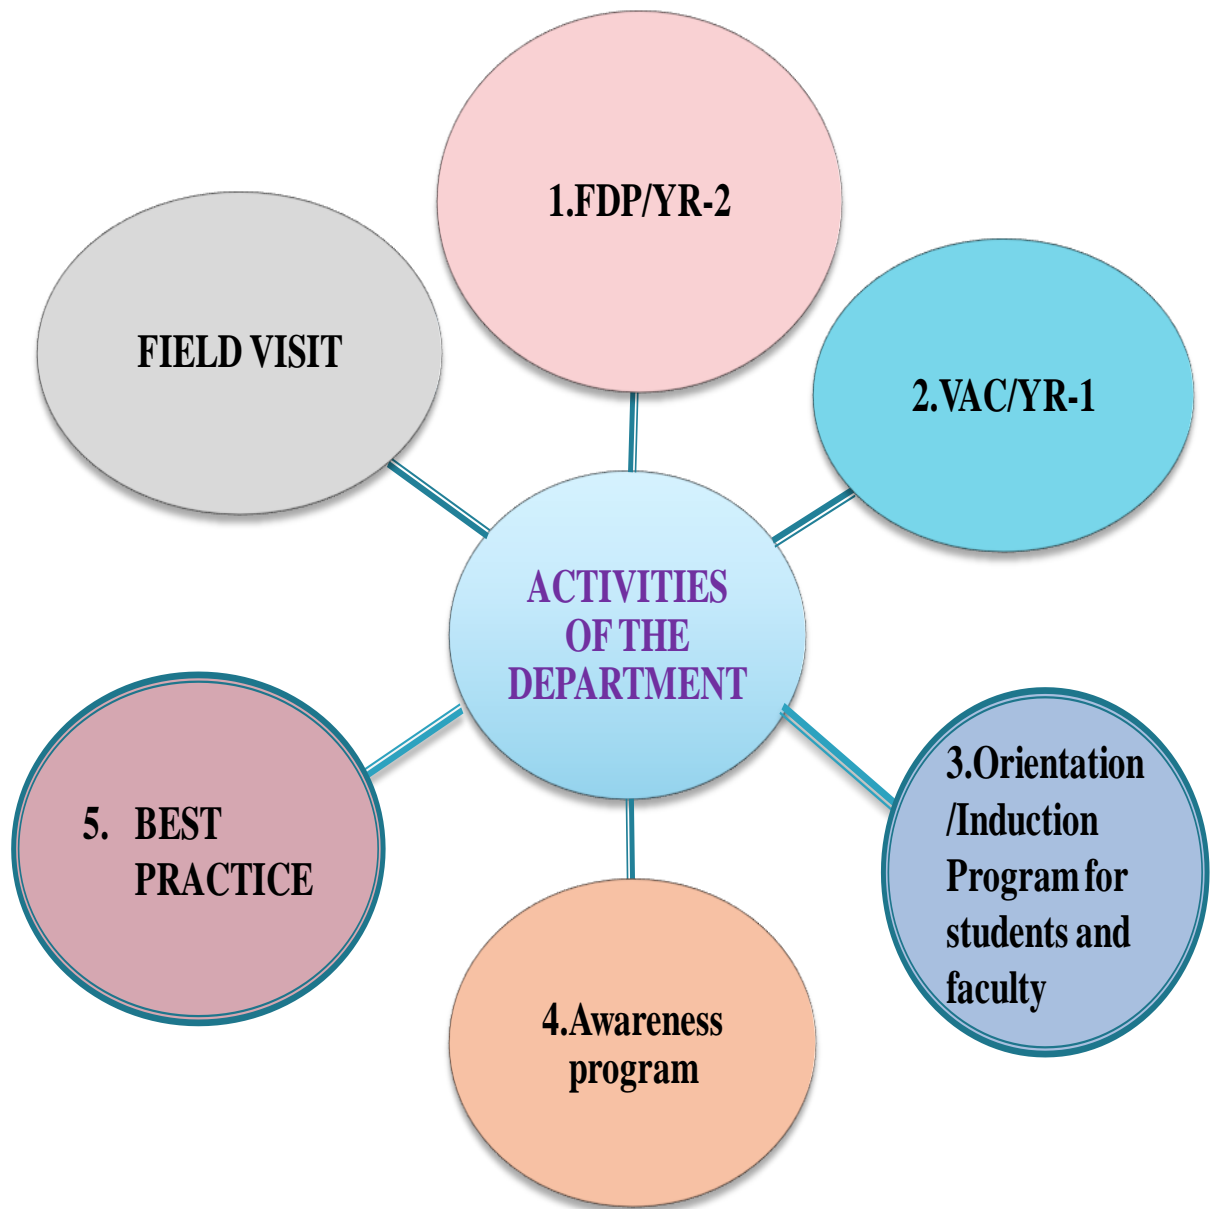 1.FDP/YR-2
2.VAC/YR-1
3.Orientation
/Induction
Program for
students and
faculty
4.Awareness
program
5. BEST
PRACTICE
FIELD VISIT
ACTIVITIES
OF THE
DEPARTMENT